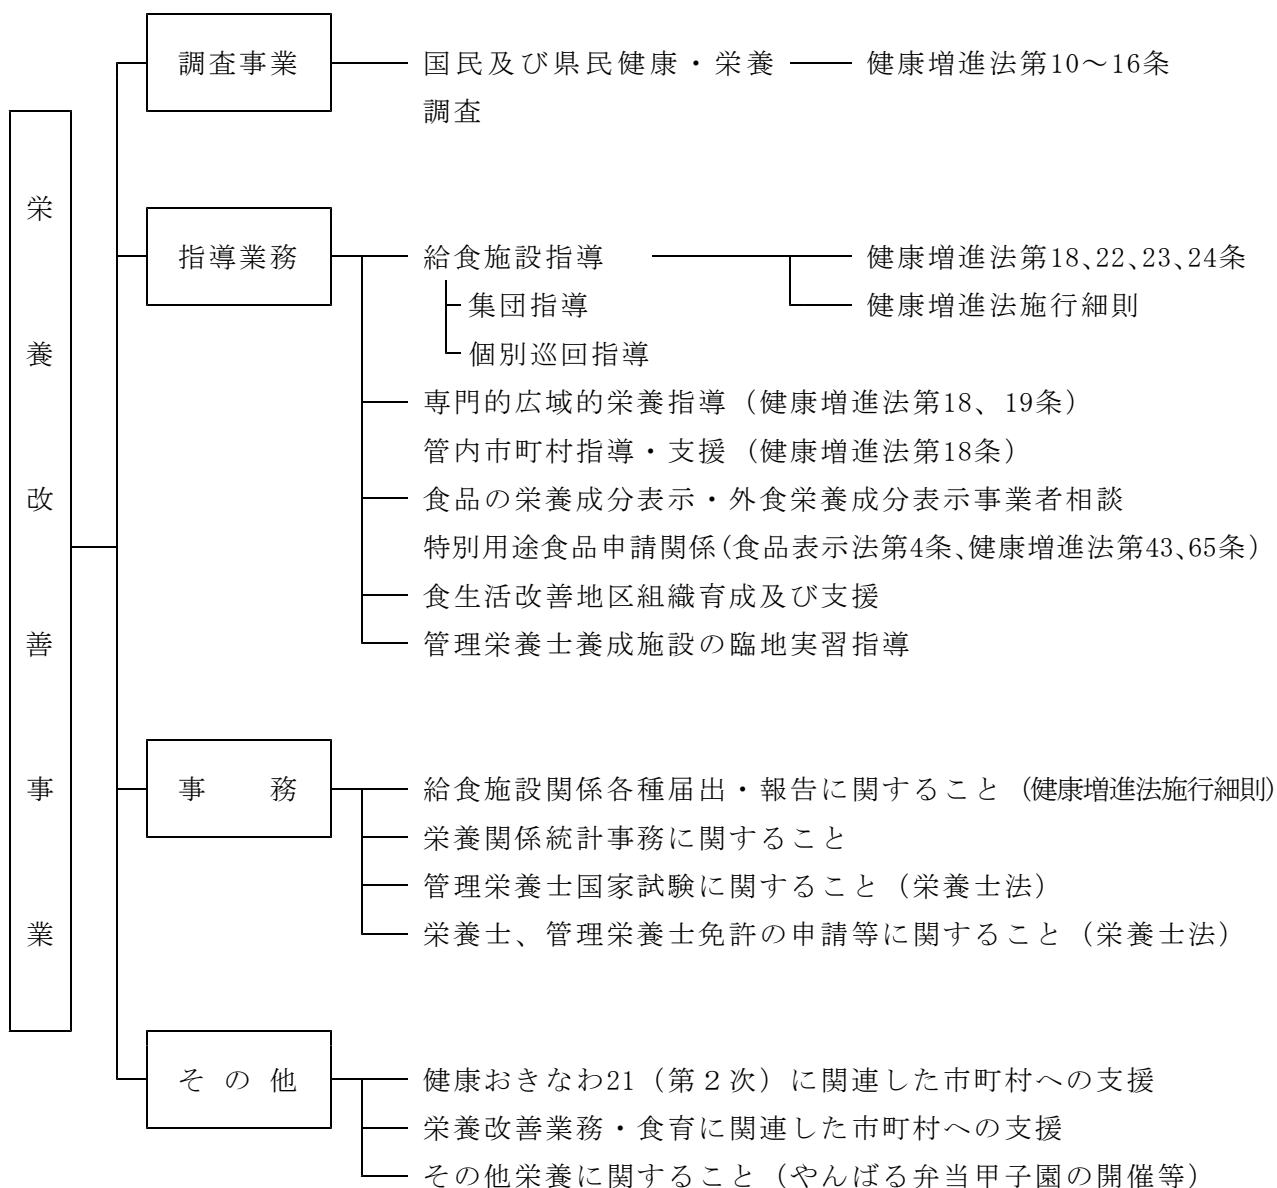 栄養改善事業
調査事業
国民及び県民健康・栄養
調査
健康増進法第10～16条
指導業務
給食施設指導
健康増進法第18、22、23、24条
集団指導
健康増進法施行細則
個別巡回指導
専門的広域的栄養指導（健康増進法第18、19条）
管内市町村指導・支援（健康増進法第18条）
食品の栄養成分表示・外食栄養成分表示事業者相談
特別用途食品申請関係（食品表示法第4条、健康増進法第43、65条）
食生活改善地区組織育成及び支援
管理栄養士養成施設の臨地実習指導
事　務
給食施設関係各種届出・報告に関すること（健康増進法施行細則）
栄養関係統計事務に関すること
管理栄養士国家試験に関すること（栄養士法）
栄養士、管理栄養士免許の申請等に関すること（栄養士法）
その他
健康おきなわ21（第２次）に関連した市町村への支援
栄養改善業務・食育に関連した市町村への支援
その他栄養に関すること（やんばる弁当甲子園の開催等）